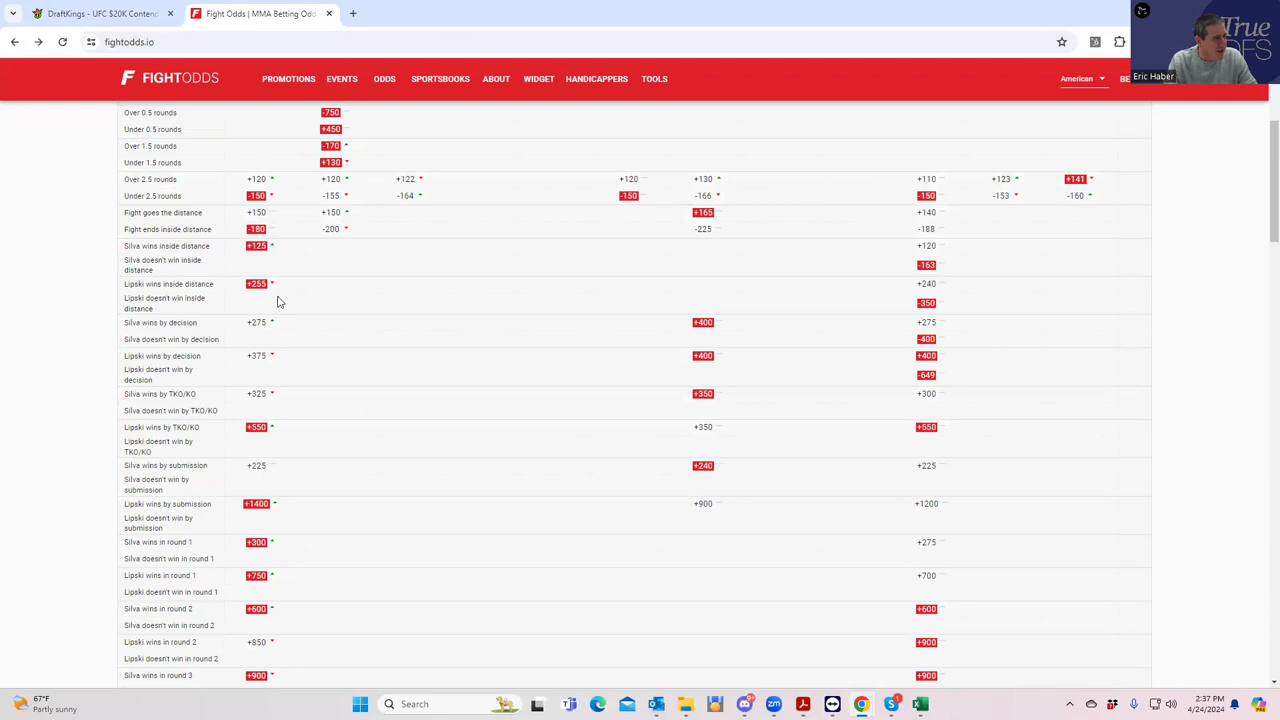 DraftKings - UFC $20K Contend
Fight Odds | MMA Betting Odd
fightodds.io
True
DFS
Eric Haber
FIGHTODDS
PROMOTIONS EVENTS ODDS SPORTSBOOKS ABOUT WIDGET HANDICAPPERS TOOLS American BE
Over 0.5 rounds -750
Under 0.5 rounds +450
Over 1.5 rounds -170
Under 1.5 rounds +130
Over 2.5 rounds +120 +120 +122 +120 +130 +110 +123 +141
Under 2.5 rounds -150 -155 -164 -150 -166 -150 -153 -160
Fight goes the distance +150 +150 +165 +140
Fight ends inside distance -180 -200 -225 -188
Silva wins inside distance +125 +120
Silva doesn't win inside
distance -163
Lipski wins inside distance +255 +240
Lipski doesn't win inside
distance -350
Silva wins by decision +275 +400 +275
Silva doesn't win by decision -400
Lipski wins by decision +375 +400 +400
Lipski doesn't win by
decision -649
Silva wins by TKO/KO +325 +350 +300
Silva doesn't win by TKO/KO
Lipski wins by TKO/KO +550 +350 +550
Lipski doesn't win by
TKO/KO
Silva wins by submission +225 +240 +225
Silva doesn't win by
submission
Lipski wins by submission +1400 +900 +1200
Lipski doesn't win by
submission
Silva wins in round 1 +300 +275
Silva doesn't win in round 1
Lipski wins in round 1 +750 +700
Lipski doesn't win in round 1
Silva wins in round 2 +600 +600
Silva doesn't win in round 2
Lipski wins in round 2 +850 +900
Lipski doesn't win in round 2
Silva wins in round 3 +900 +900
67°F
Partly sunny
Search
2:37 PM
4/24/2024